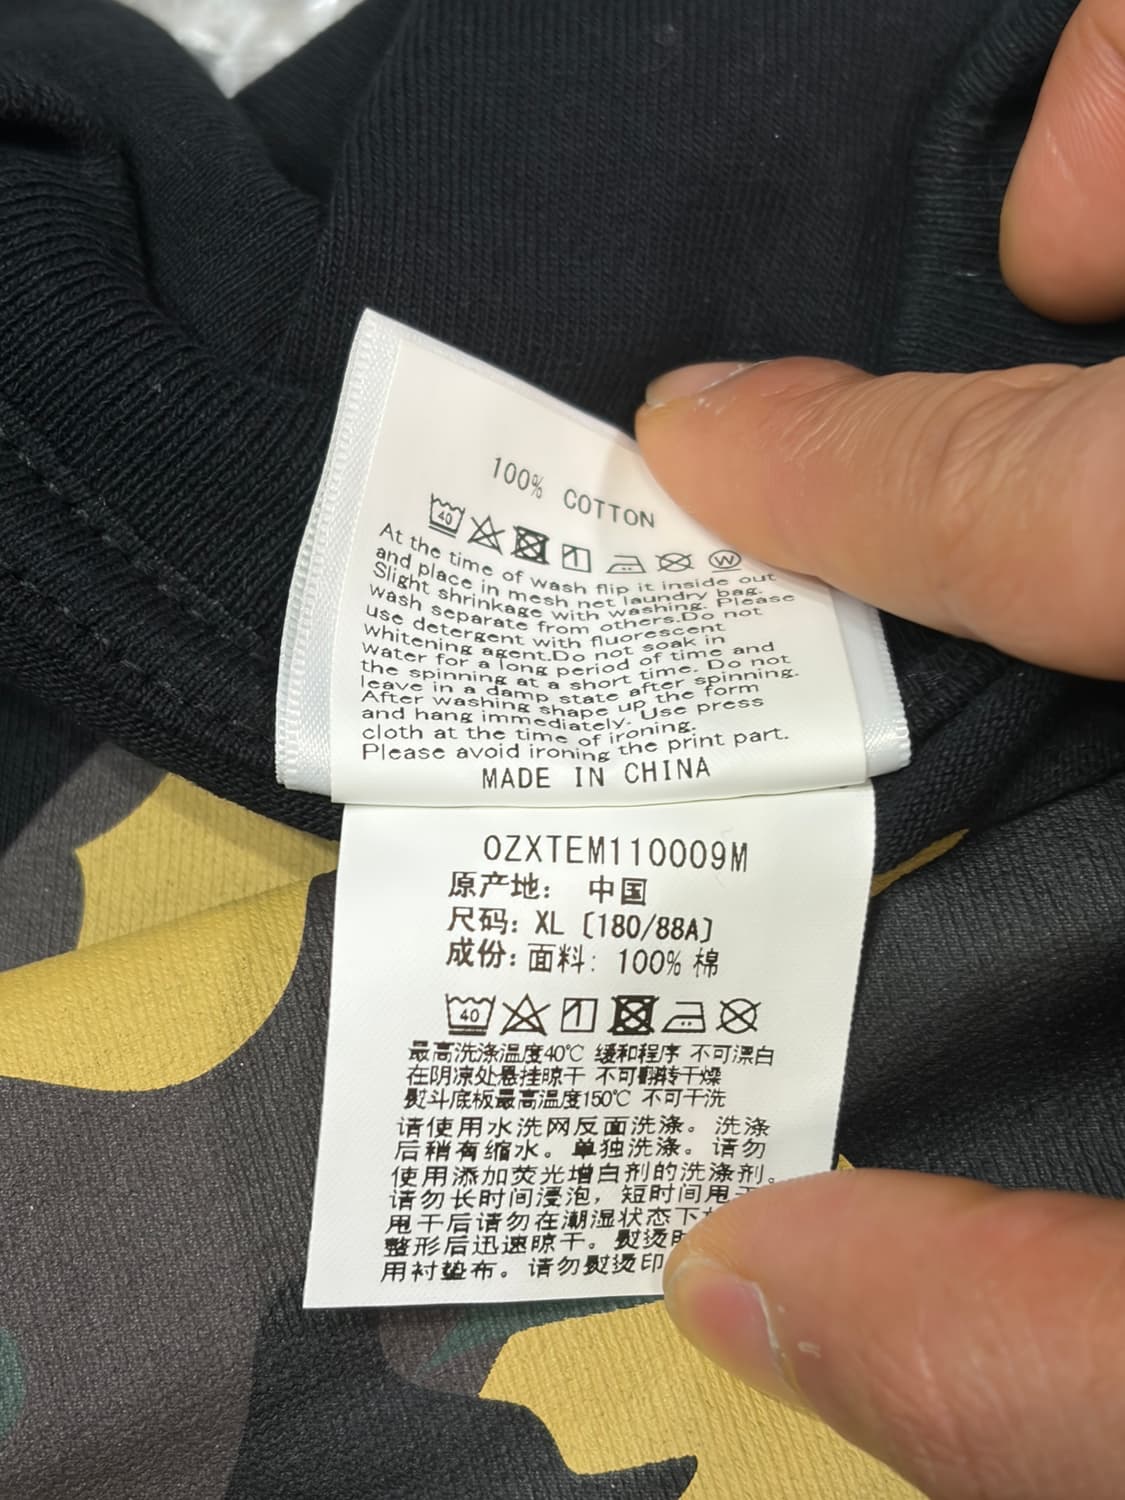 100% COTTON
40 W
At the time of wash flip it inside out
and place in mesh net laundry bag.
Slight shrinkage with washing. Please
wash separate from others.Do not
use detergent with fluorescent
whitening agent.Do not soak in
water for a long period of time and
the spinning at a short time. Do not
leave in a damp state after spinning.
After washing shape up the form
and hang immediately. Use press
cloth at the time of ironing.
Please avoid ironing the print part.
MADE IN CHINA
OZXTEM110009M
原产地： 中国
尺码：XL〔180/88A〕
成份：面料：100% 棉
40
最高洗涤温度40℃ 缓和程序 不可漂白
在阴凉处悬挂晾干 不可翻转干燥
熨斗底板最高温度150℃ 不可干洗
请使用水洗网反面洗涤。洗涤
后稍有缩水。单独洗涤。请勿
使用添加荧光增白剂的洗涤剂。
请勿长时间浸泡，短时间甩干
甩干后请勿在潮湿状态下
整形后迅速晾干。熨烫
用衬垫布。请勿熨烫印